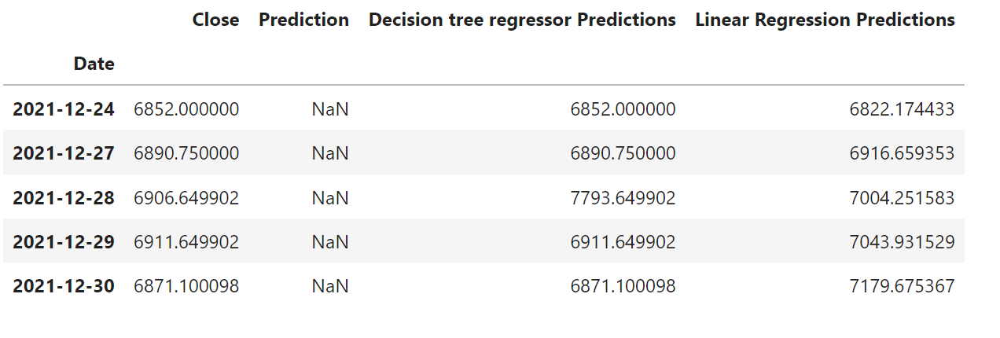 Close Prediction Decision tree regressor Predictions Linear Regression Predictions
Date
2021-12-24 6852.000000 NaN 6852.000000 6822.174433
2021-12-27 6890.750000 NaN 6890.750000 6916.659353
2021-12-28 6906.649902 NaN 7793.649902 7004.251583
2021-12-29 6911.649902 NaN 6911.649902 7043.931529
2021-12-30 6871.100098 NaN 6871.100098 7179.675367